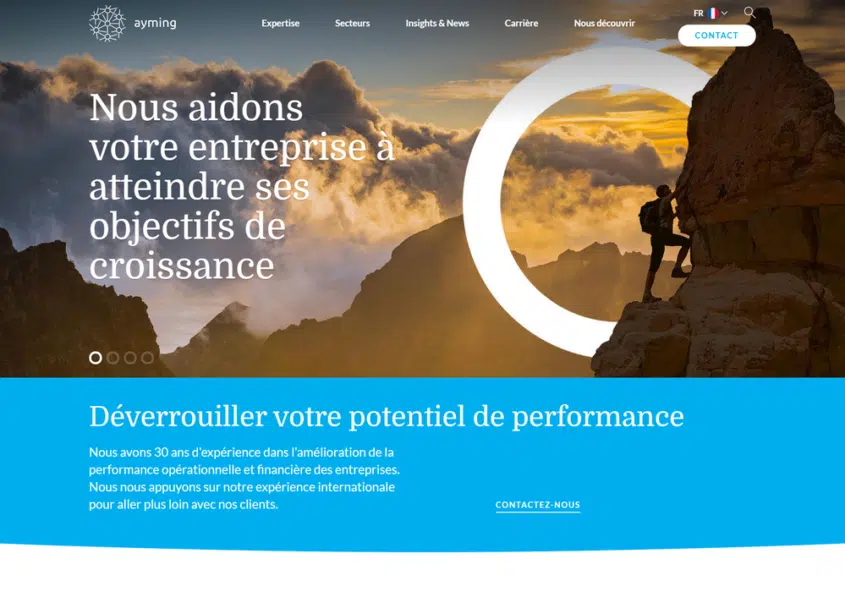 ayming
Expertise
Secteurs
Insights & News
Carrière
Nous découvrir
FR
CONTACT
Nous aidons
votre entreprise à
atteindre ses
objectifs de
croissance
Déverrouiller votre potentiel de performance
Nous avons 30 ans d'expérience dans l'amélioration de la
performance opérationnelle et financière des entreprises.
Nous nous appuyons sur notre expérience internationale
pour aller plus loin avec nos clients.
CONTACTEZ-NOUS